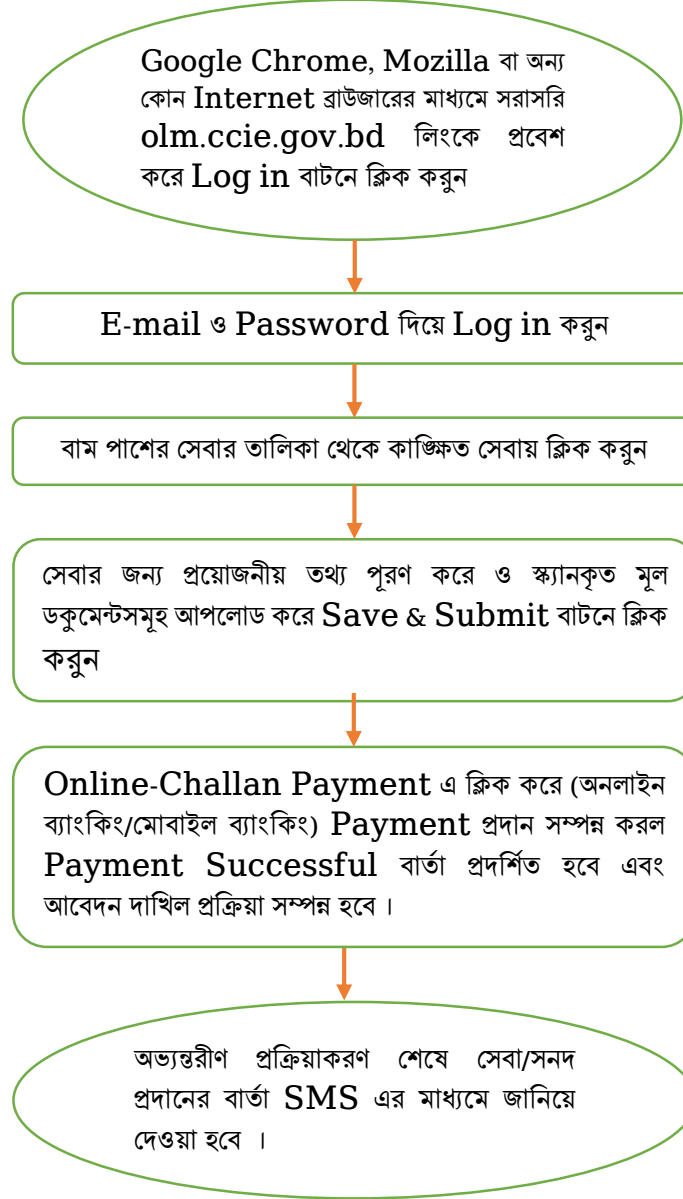 Google Chrome, Mozilla বা অন্য
কোন Internet ব্রাউজারের মাধ্যমে সরাসরি
olm.ccie.gov.bd লিংকে প্রবেশ
করে Log in বাটনে ক্লিক করুন
E-mail ও Password দিয়ে Log in করুন
বাম পাশের সেবার তালিকা থেকে কাঙ্ক্ষিত সেবায় ক্লিক করুন
সেবার জন্য প্রয়োজনীয় তথ্য পূরণ করে ও স্ক্যানকৃত মূল
ডকুমেন্টসমূহ আপলোড করে Save & Submit বাটনে ক্লিক
করুন
Online-Challan Payment এ ক্লিক করে (অনলাইন
ব্যাংকিং/মোবাইল ব্যাংকিং) Payment প্রদান সম্পন্ন করল
Payment Successful বার্তা প্রদর্শিত হবে এবং
আবেদন দাখিল প্রক্রিয়া সম্পন্ন হবে ।
অভ্যন্তরীণ প্রক্রিয়াকরণ শেষে সেবা/সনদ
প্রদানের বার্তা SMS এর মাধ্যমে জানিয়ে
দেওয়া হবে ।